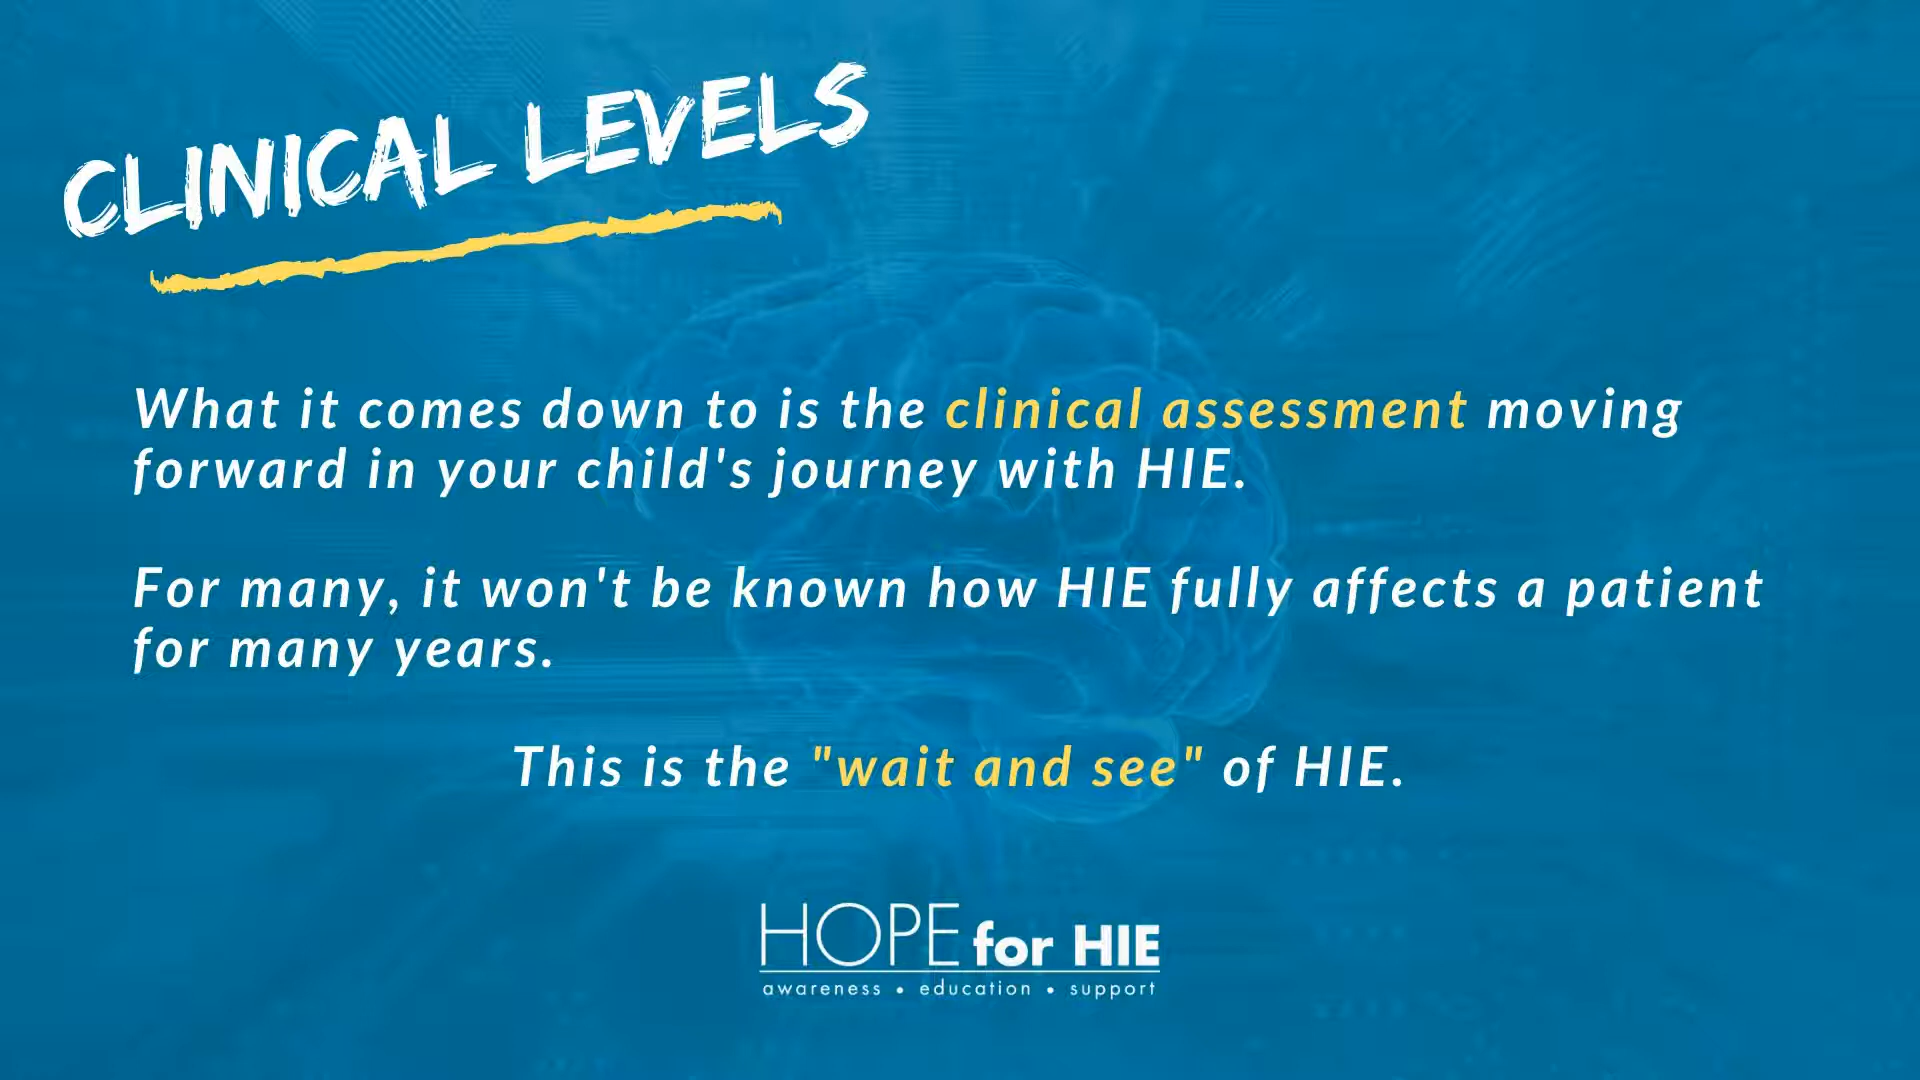 CLINICAL LEVELS
What it comes down to is the clinical assessment moving
forward in your child's journey with HIE.
For many, it won't be known how HIE fully affects a patient
for many years.
This is the "wait and see" of HIE.
HOPE for HIE
awareness • education • support